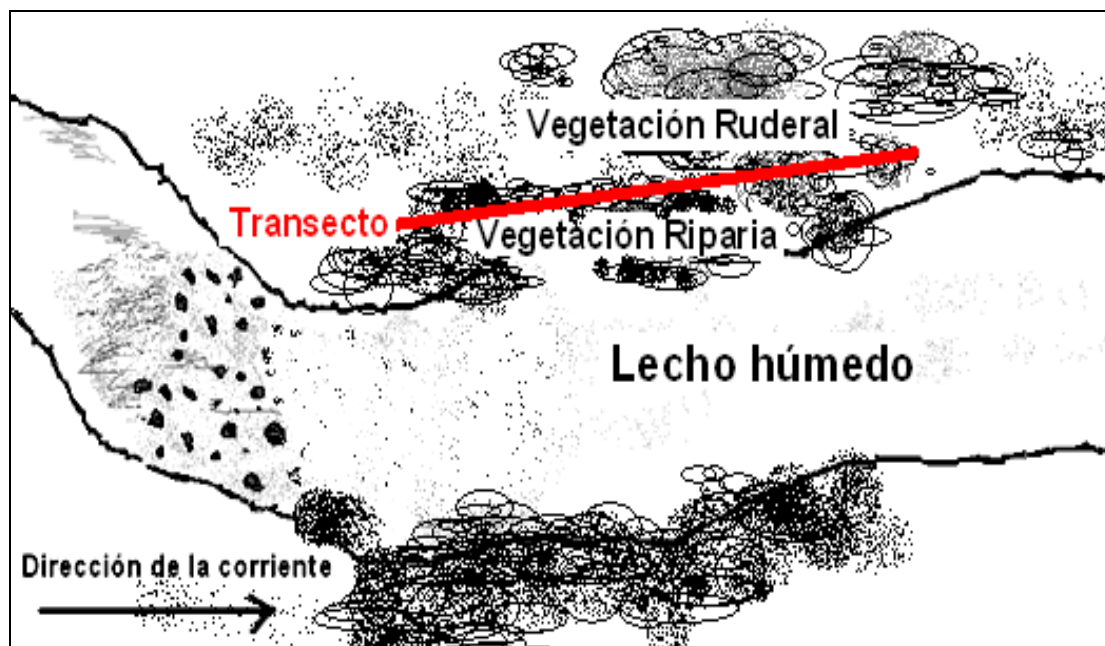 Vegetación Ruderal
Transecto
Vegetación Riparia
Lecho húmedo
Dirección de la corriente